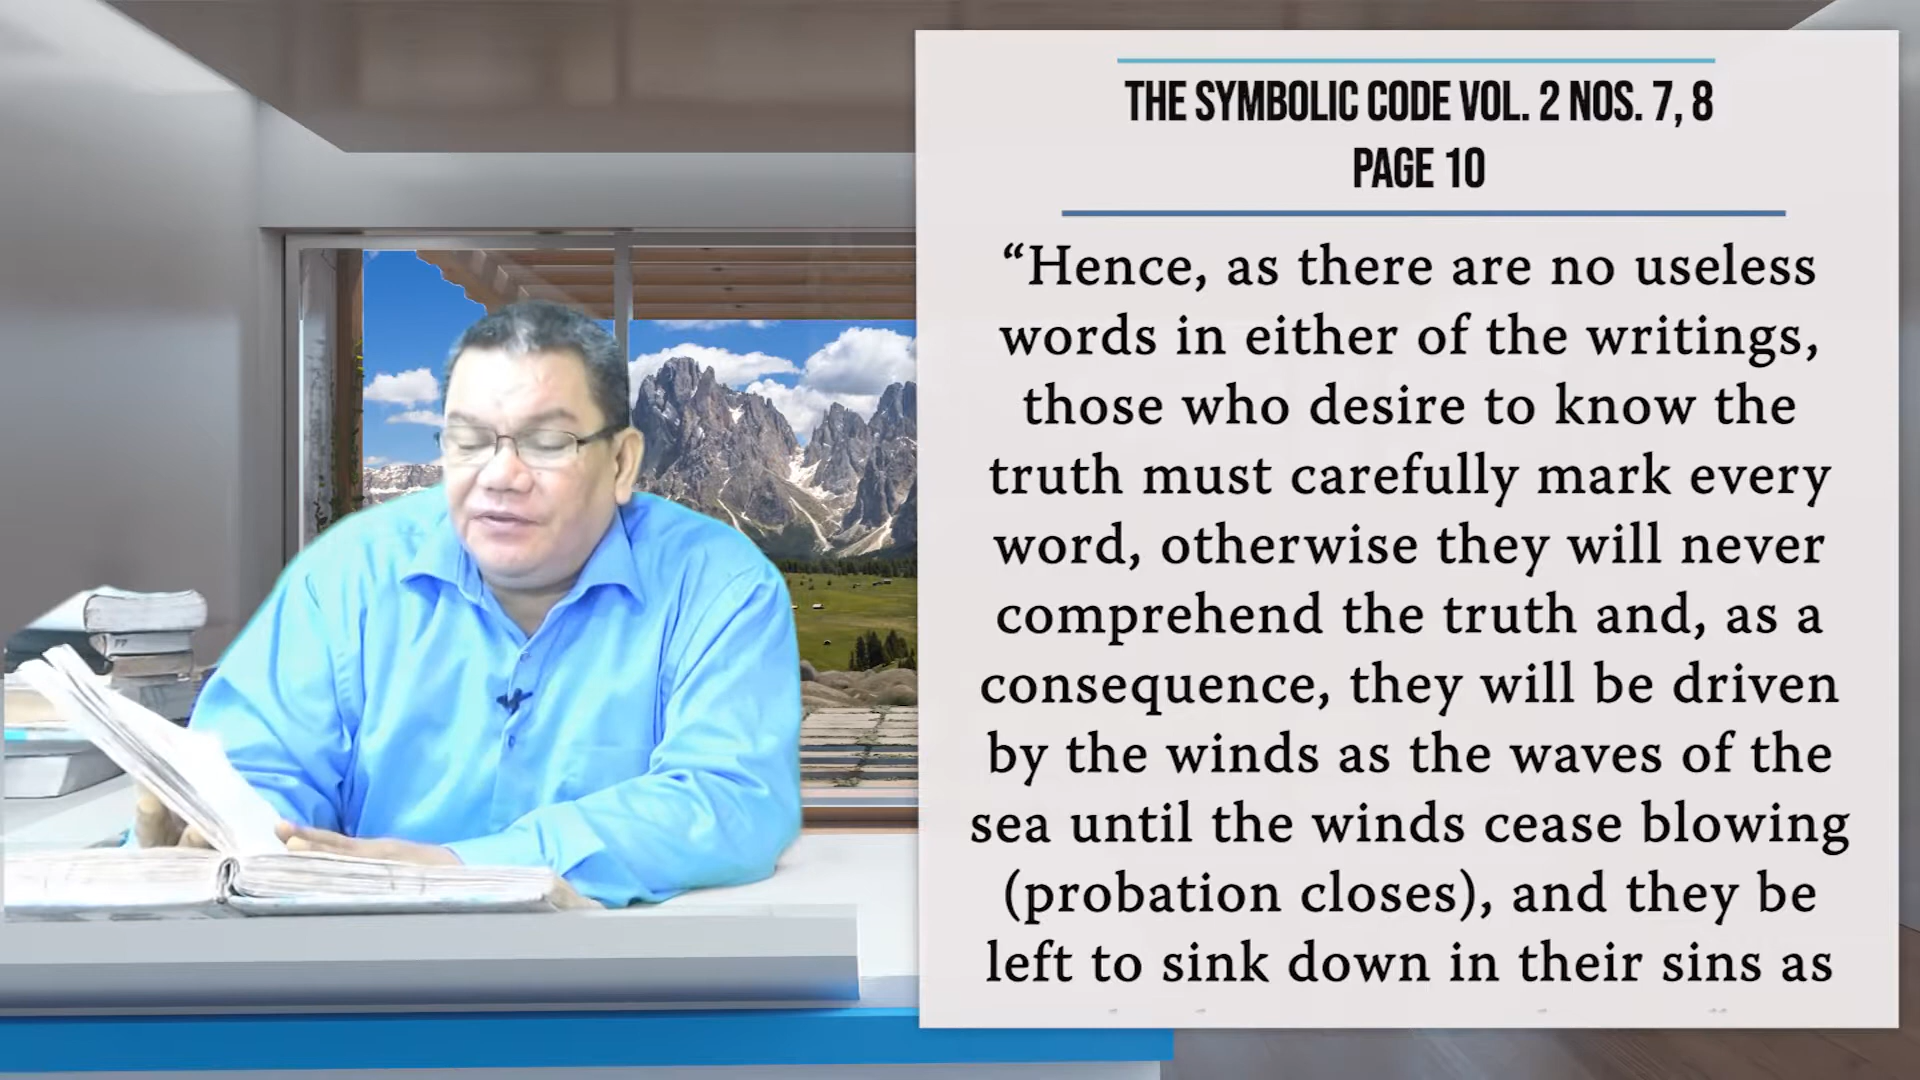 THE SYMBOLIC CODE VOL. 2 NOS. 7, 8
PAGE 10
“Hence, as there are no useless
words in either of the writings,
those who desire to know the
truth must carefully mark every
word, otherwise they will never
comprehend the truth and, as a
consequence, they will be driven
by the winds as the waves of the
sea until the winds cease blowing
(probation closes), and they be
left to sink down in their sins as